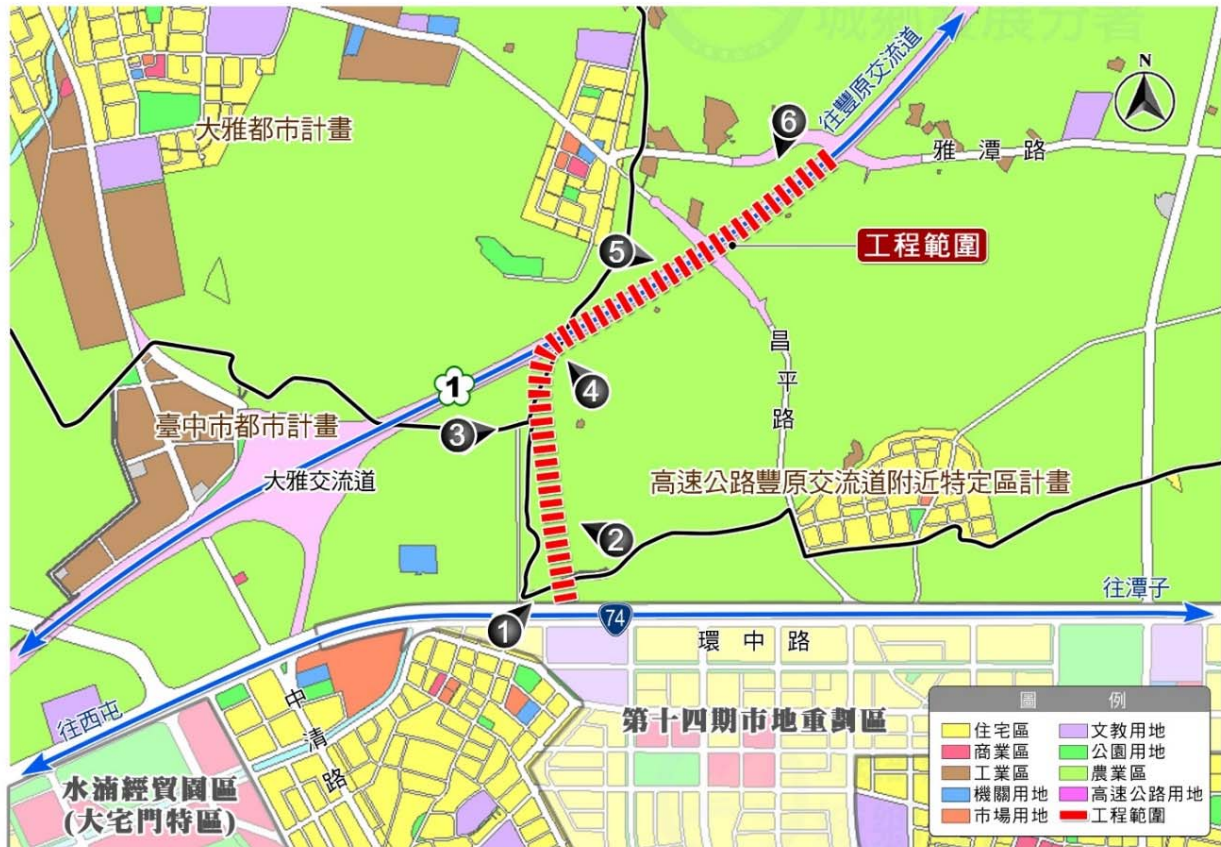 城鄉發展分署
往豐原交流道
N
大雅都市計畫
6
雅潭路
5
工程範圍
昌平路
1
4
臺中市都市計畫
3
大雅交流道
高速公路豐原交流道附近特定區計畫
2
往潭子
1
74
環中路
往西屯
中清路
第十四期市地重劃區
水湳經貿園區
(大宅門特區)
圖例
住宅區
商業區
工業區
機關用地
市場用地
文教用地
公園用地
農業區
高速公路用地
工程範圍